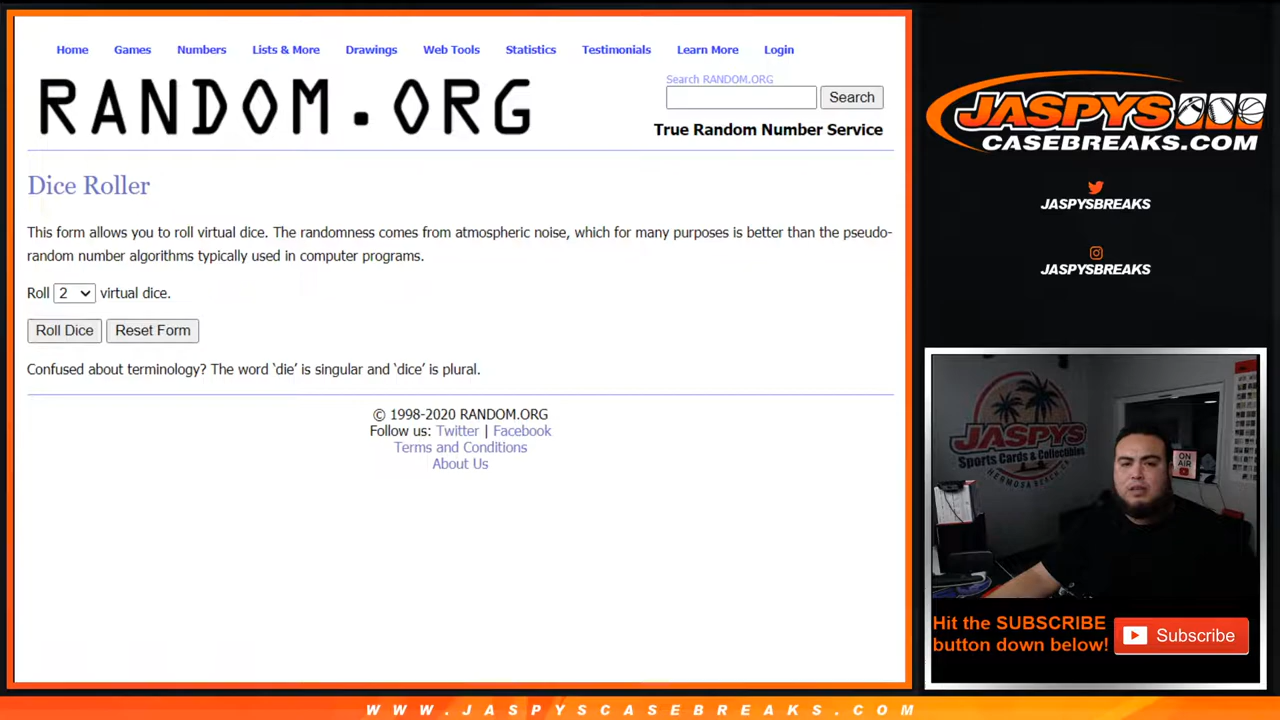 Home Games Numbers Lists & More Drawings Web Tools Statistics Testimonials Learn More Login
RANDOM.ORG
Search RANDOM.ORG
Search
True Random Number Service
Dice Roller
This form allows you to roll virtual dice. The randomness comes from atmospheric noise, which for many purposes is better than the pseudo-
random number algorithms typically used in computer programs.
Roll 2 virtual dice.
Roll Dice Reset Form
Confused about terminology? The word ‘die’ is singular and ‘dice’ is plural.
© 1998-2020 RANDOM.ORG
Follow us: Twitter | Facebook
Terms and Conditions
About Us
JASPYS
CASEBREAKS.COM
JASPYSBREAKS
JASPYSBREAKS
JASPYS
Sports Cards & Collectibles
HERMOSA BEACH, CA
ON
AIR
Hit the SUBSCRIBE
button down below!
Subscribe
WWW.JASPYSCASEBREAKS.COM